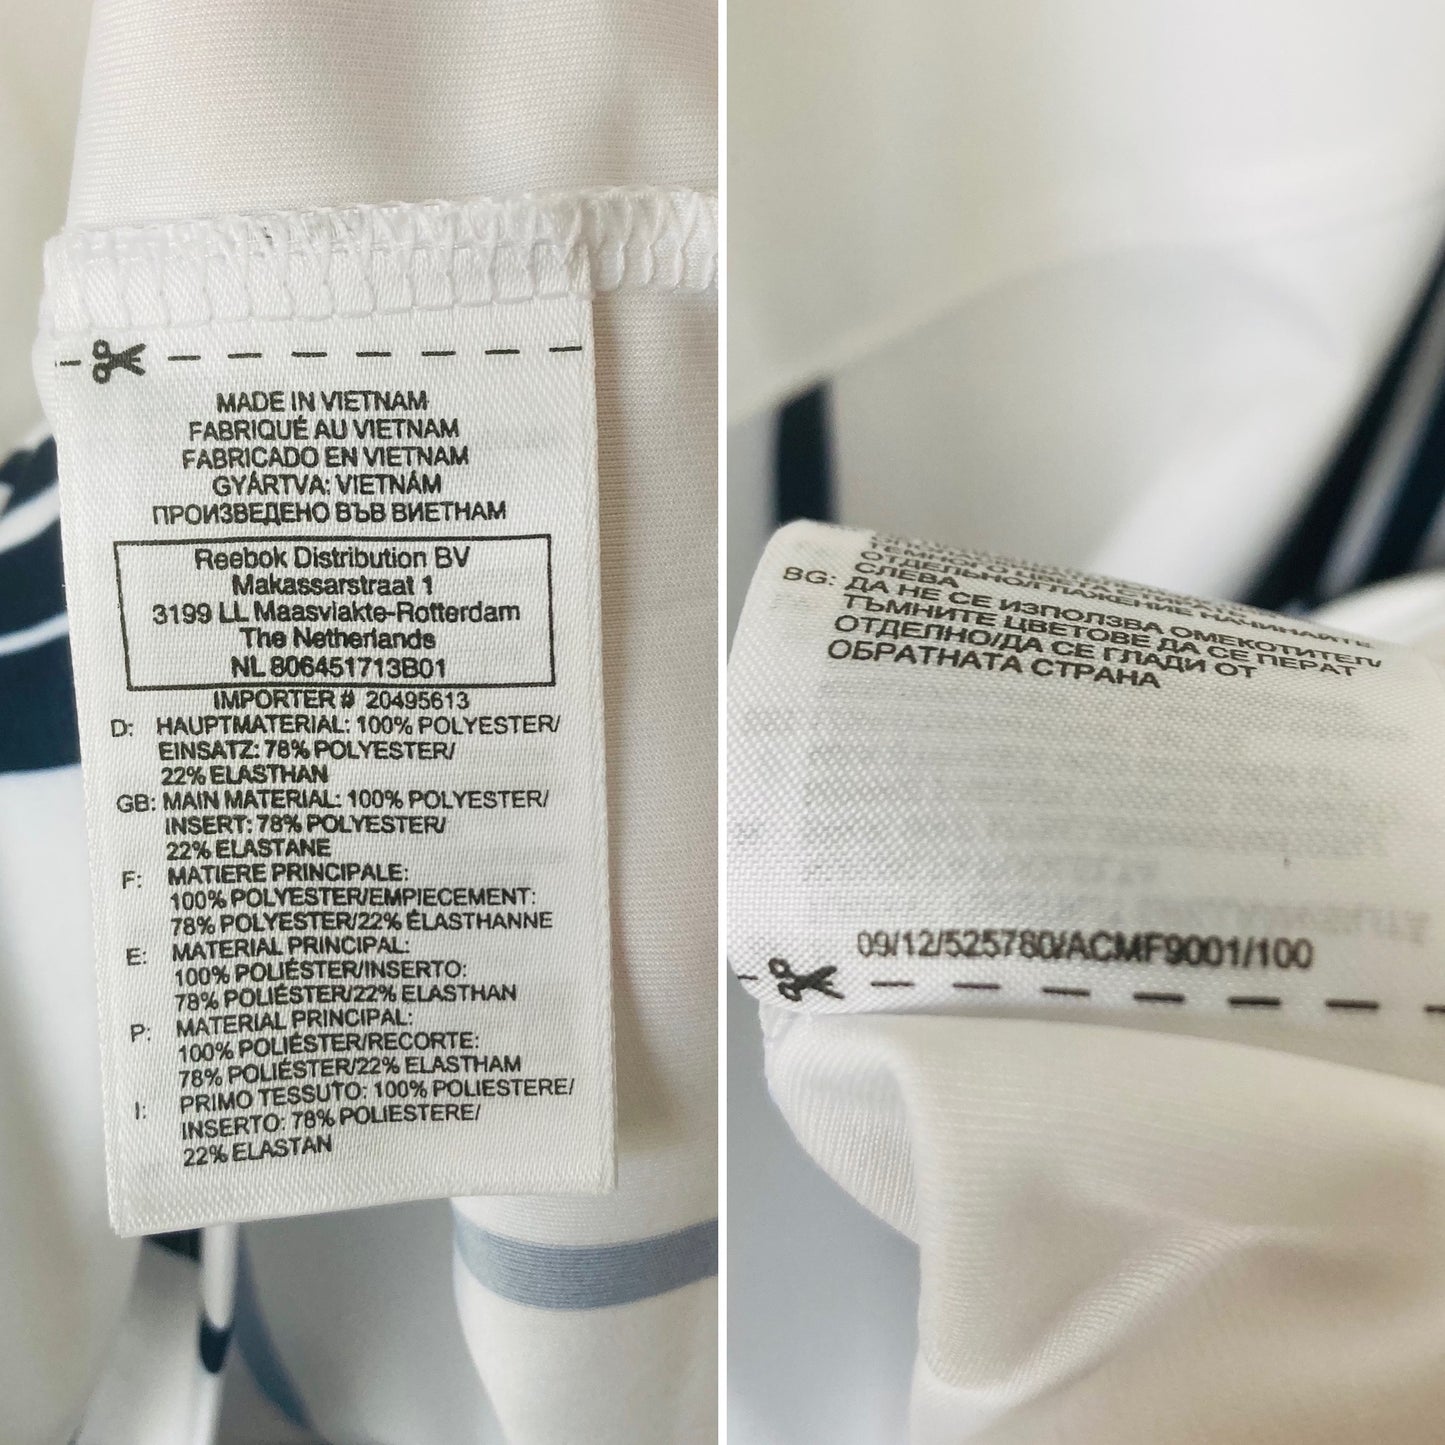 MADE IN VIETNAM
FABRIQUÉ AU VIETNAM
FABRICADO EN VIETNAM
GYÁRTVA: VIETNÁM
ПРОИЗВЕДЕНО ВЪВ ВИЕТНАМ
Reebok Distribution BV
Makassarstraat 1
3199 LL Maasvlakte-Rotterdam
The Netherlands
NL 806451713B01
IMPORTER # 20495613
D: HAUPTMATERIAL: 100% POLYESTER/
EINSATZ: 78% POLYESTER/
22% ELASTHAN
GB: MAIN MATERIAL: 100% POLYESTER/
INSERT: 78% POLYESTER/
22% ELASTANE
F: MATIERE PRINCIPALE:
100% POLYESTER/EMPIECEMENT:
78% POLYESTER/22% ÉLASTHANNE
E: MATERIAL PRINCIPAL:
100% POLIÉSTER/INSERTO:
78% POLIÉSTER/22% ELASTHAN
P: MATERIAL PRINCIPAL:
100% POLIÉSTER/RECORTE:
78% POLIÉSTER/22% ELASTHAM
I: PRIMO TESSUTO: 100% POLIESTERE/
INSERTO: 78% POLIESTERE/
22% ELASTAN
СЛЕВА
BG: ДА НЕ СЕ ИЗПОЛЗВА ОМЕКОТИТЕЛ/
ТЪМНИТЕ ЦВЕТОВЕ ДА СЕ ПЕРАТ
ОТДЕЛНО/ДА СЕ ГЛАДИ ОТ
ОБРАТНАТА СТРАНА
09/12/525780/ACMF9001/100